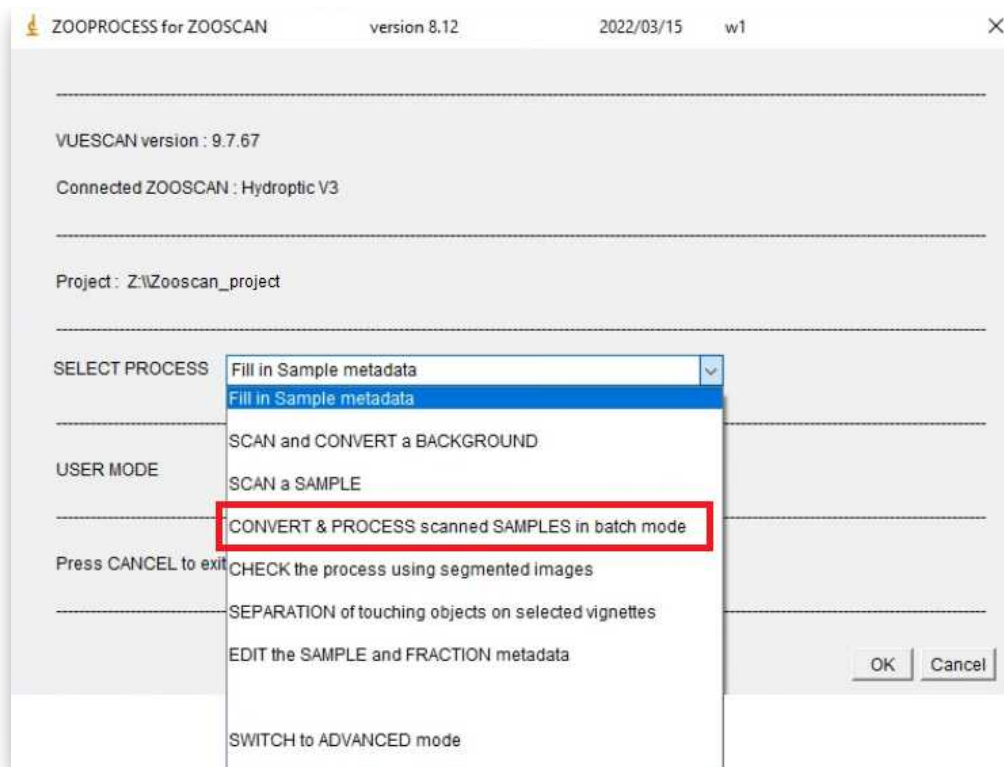 ZOOPROCESS for ZOOSCAN version 8.12 2022/03/15 w1
VUESCAN version : 9.7.67
Connected ZOOSCAN : Hydroptic V3
Project : Z:\\Zooscan_project
SELECT PROCESS Fill in Sample metadata
Fill in Sample metadata
SCAN and CONVERT a BACKGROUND
USER MODE
SCAN a SAMPLE
CONVERT & PROCESS scanned SAMPLES in batch mode
Press CANCEL to exit
CHECK the process using segmented images
SEPARATION of touching objects on selected vignettes
EDIT the SAMPLE and FRACTION metadata
OK Cancel
SWITCH to ADVANCED mode